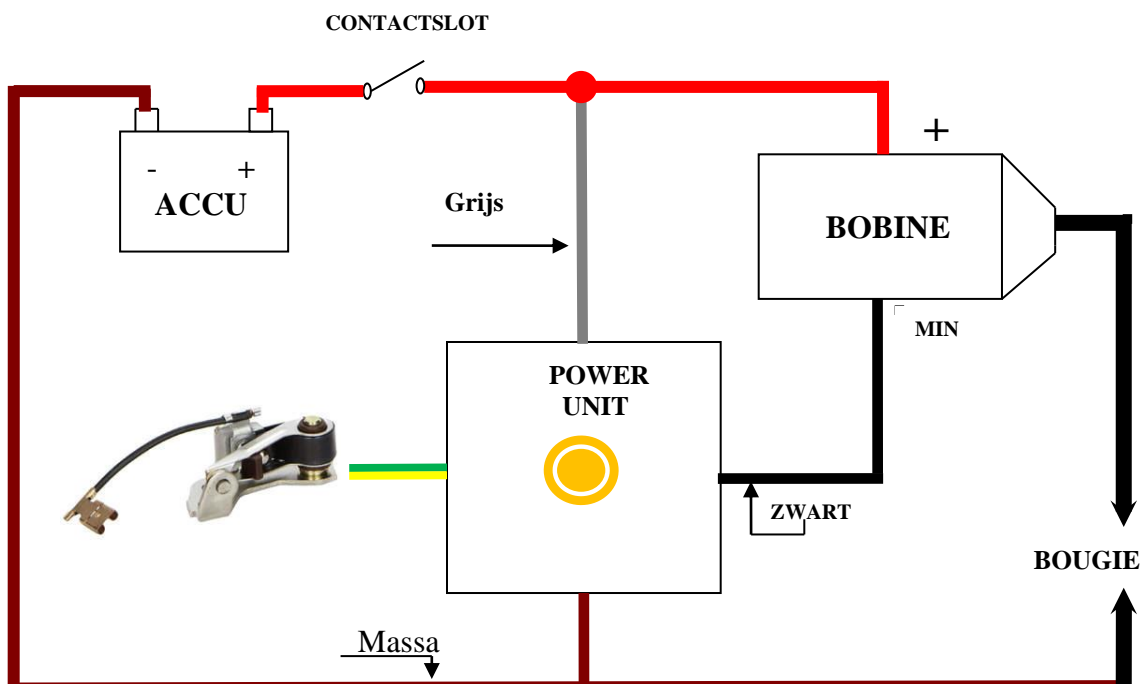 CONTACTSLOT
+
- +
ACCU
Grijs
BOBINE
MIN
POWER
UNIT
ZWART
BOUGIE
Massa